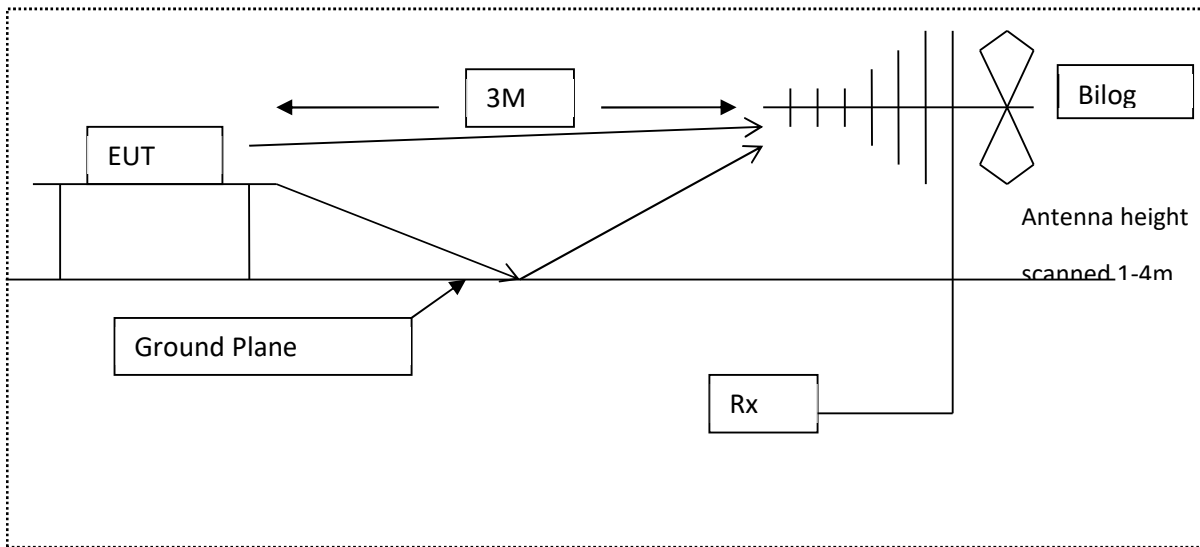 3M
Bilog
EUT
Antenna height
scanned 1-4m
Ground Plane
Rx